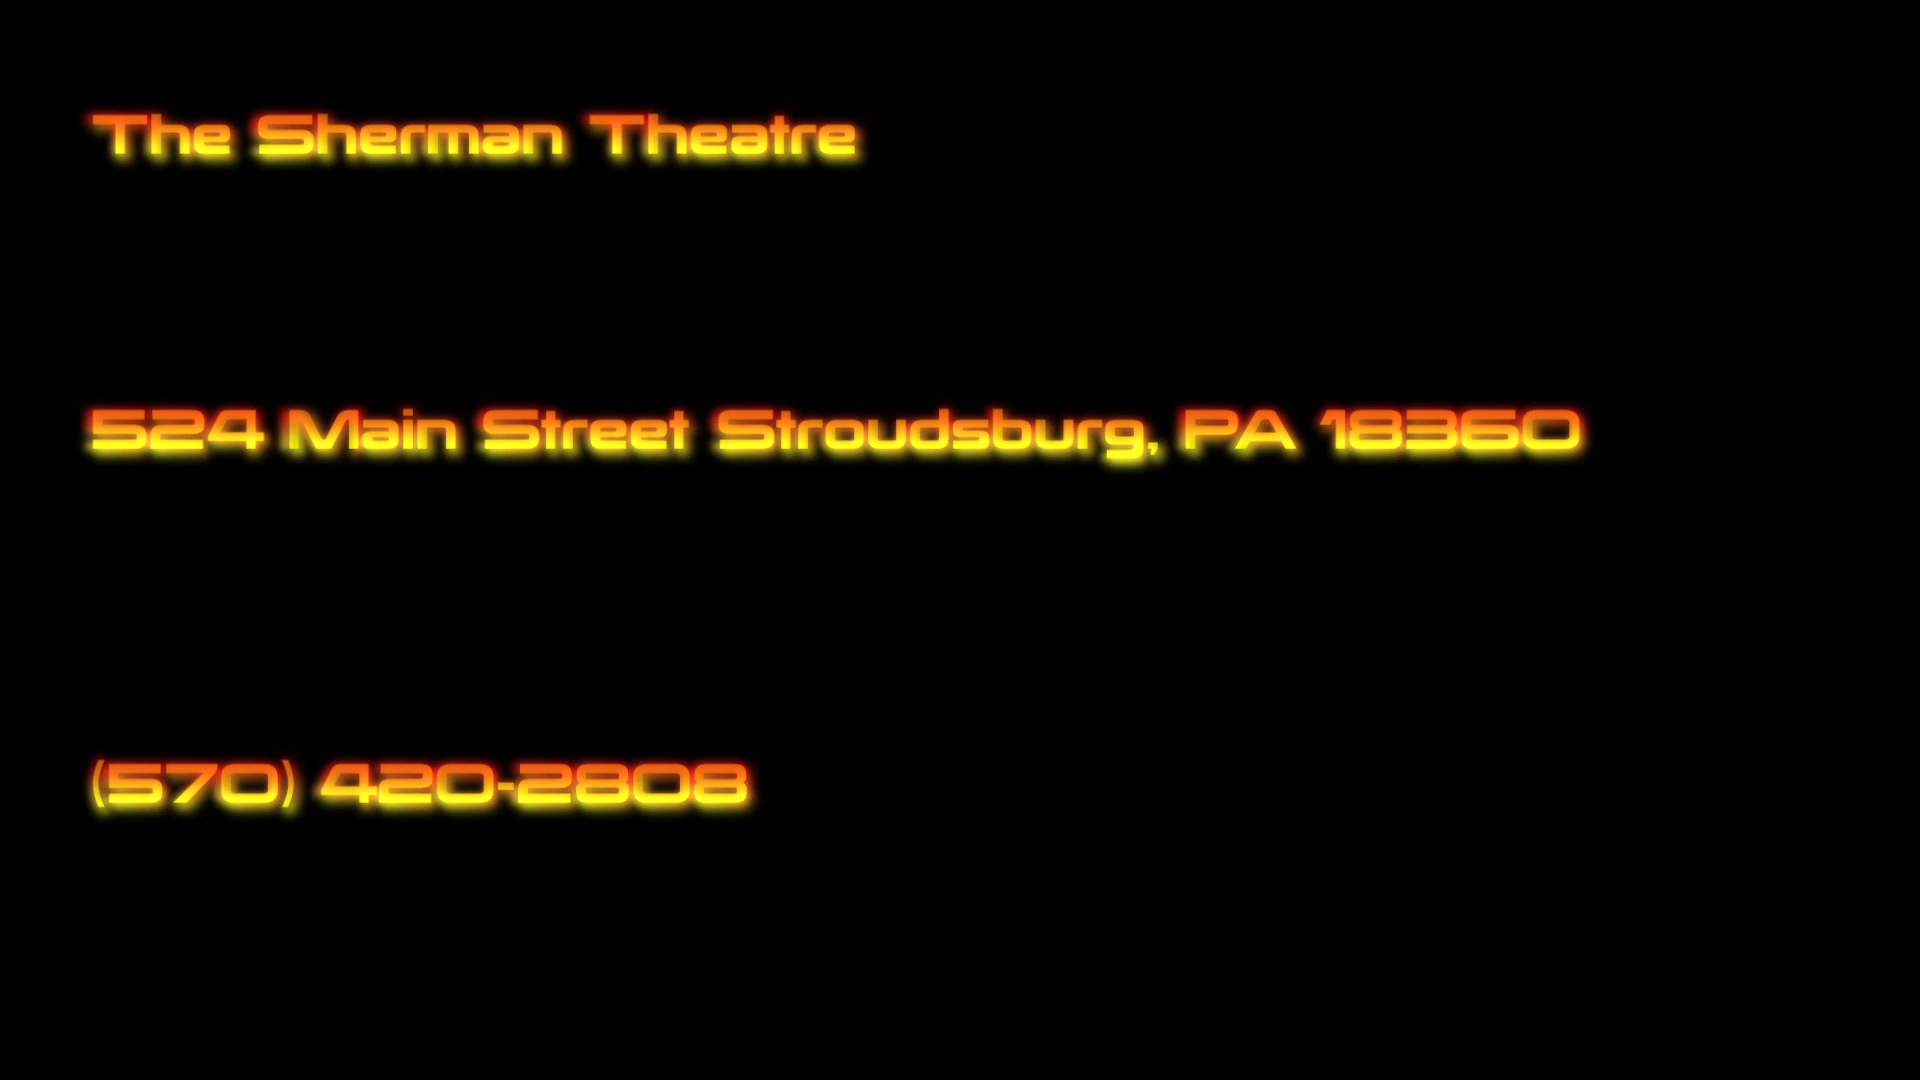 The Sherman Theatre
524 Main Street Stroudsburg, PA 18360
(570) 420-2808